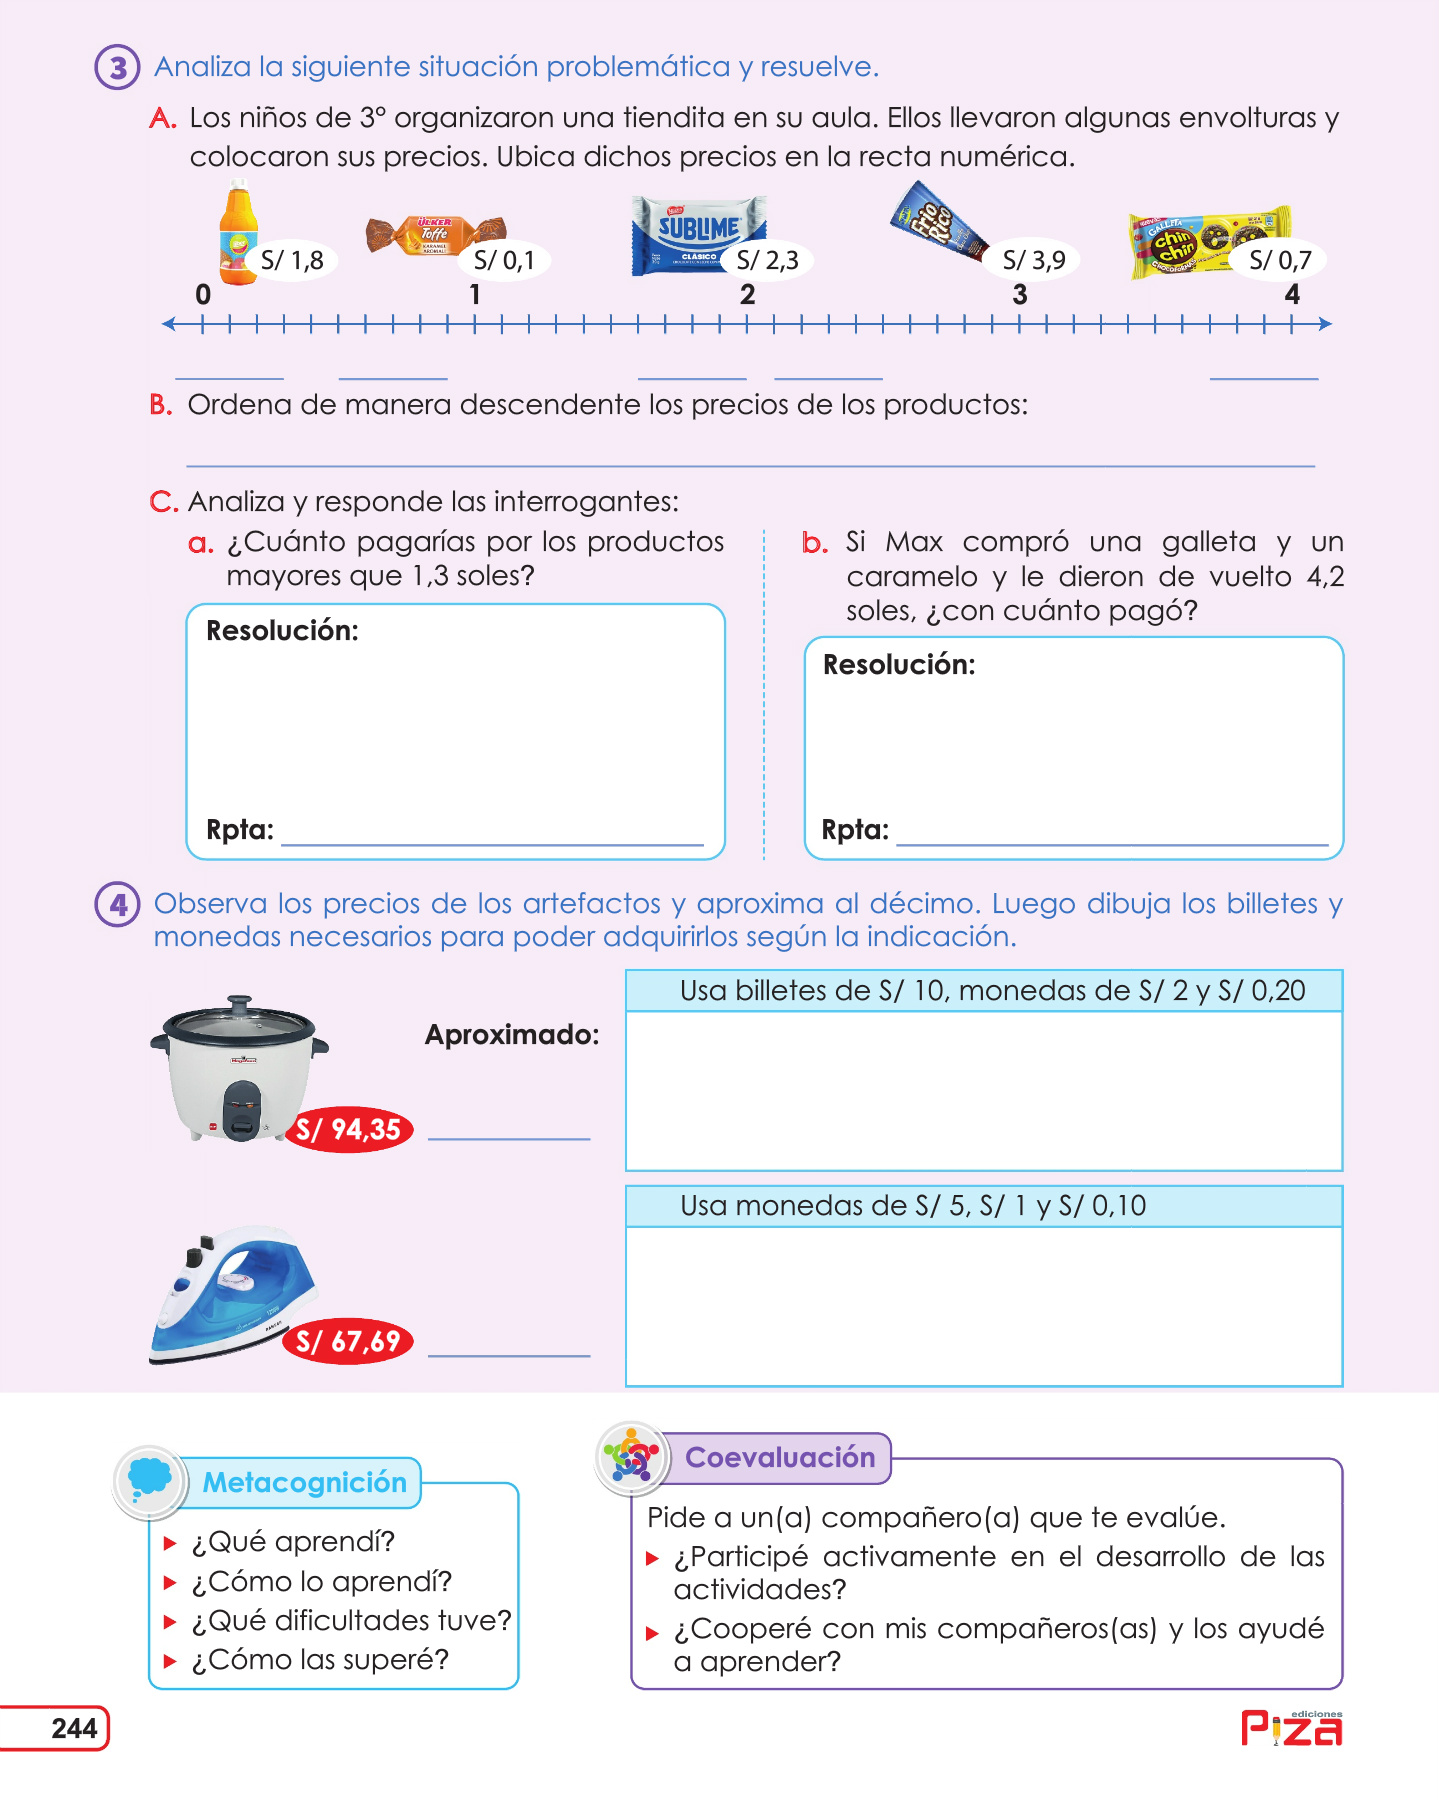 3 Analiza la siguiente situación problemática y resuelve.
A. Los niños de 3° organizaron una tiendita en su aula. Ellos llevaron algunas envolturas y
colocaron sus precios. Ubica dichos precios en la recta numérica.
ÜLKER
Toffe
KARAMEL
Nestlé
SUBLIME
CLÁSICO
Frio
Rico
GALLETA
chin
chin
S/ 1,8 S/ 0,1 S/ 2,3 S/ 3,9 S/ 0,7
0 1 2 3 4
B. Ordena de manera descendente los precios de los productos:
C. Analiza y responde las interrogantes:
a. ¿Cuánto pagarías por los productos
mayores que 1,3 soles?
Resolución:
Rpta:
b. Si Max compró una galleta y un
caramelo y le dieron de vuelto 4,2
soles, ¿con cuánto pagó?
Resolución:
Rpta:
4 Observa los precios de los artefactos y aproxima al décimo. Luego dibuja los billetes y
monedas necesarios para poder adquirirlos según la indicación.
Aproximado:
S/ 94,35
Usa billetes de S/ 10, monedas de S/ 2 y S/ 0,20
S/ 67,69
Usa monedas de S/ 5, S/ 1 y S/ 0,10
Metacognición
¿Qué aprendí?
¿Cómo lo aprendí?
¿Qué dificultades tuve?
¿Cómo las superé?
Coevaluación
Pide a un(a) compañero(a) que te evalúe.
¿Participé activamente en el desarrollo de las
actividades?
¿Cooperé con mis compañeros(as) y los ayudé
a aprender?
244
ediciones
Piza